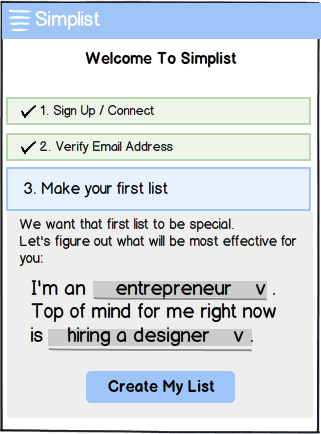 Simplist
Welcome To Simplist
1. Sign Up / Connect
2. Verify Email Address
3. Make your first list
We want that first list to be special.
Let's figure out what will be most effective for
you:
I'm an entrepreneur v .
Top of mind for me right now
is hiring a designer v .
Create My List